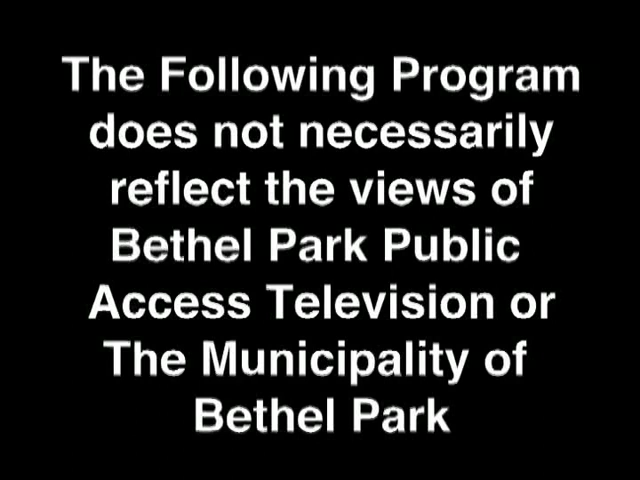 The Following Program
does not necessarily
reflect the views of
Bethel Park Public
Access Television or
The Municipality of
Bethel Park